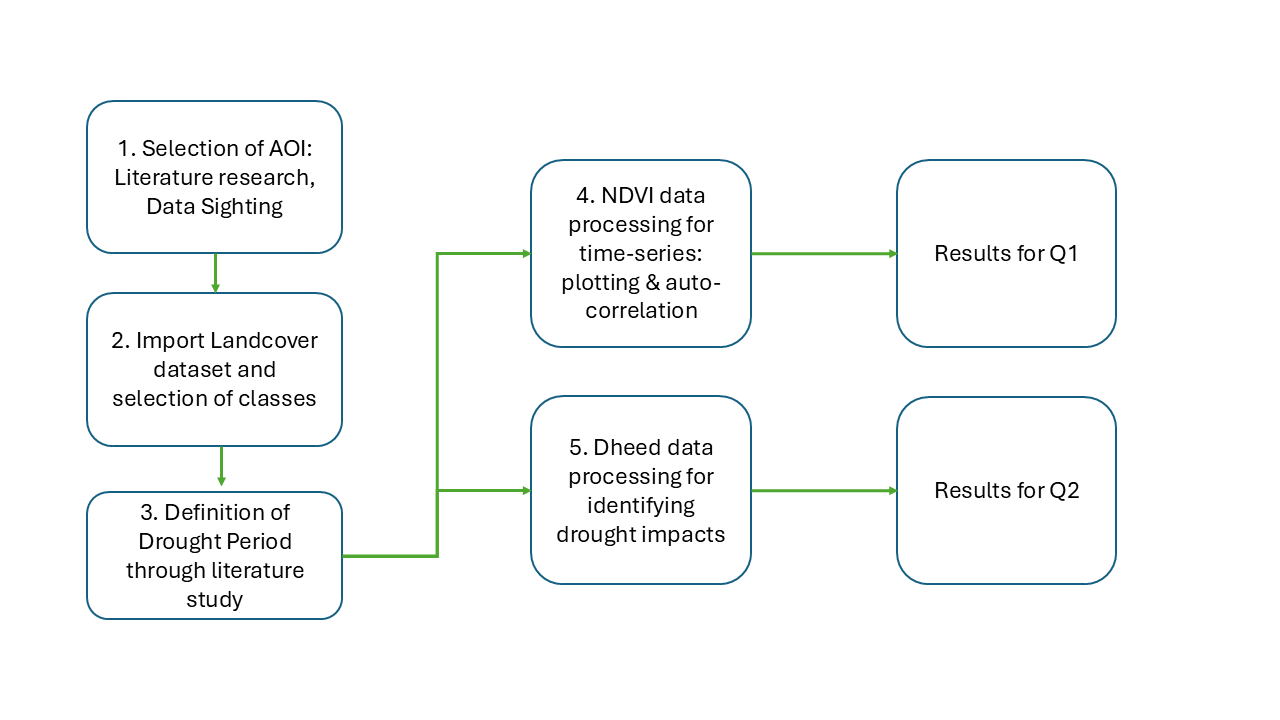 1. Selection of AOI:
Literature research,
Data Sighting
2. Import Landcover
dataset and
selection of classes
3. Definition of
Drought Period
through literature
study
4. NDVI data
processing for
time-series:
plotting & auto-
correlation
5. Dheed data
processing for
identifying
drought impacts
Results for Q1
Results for Q2